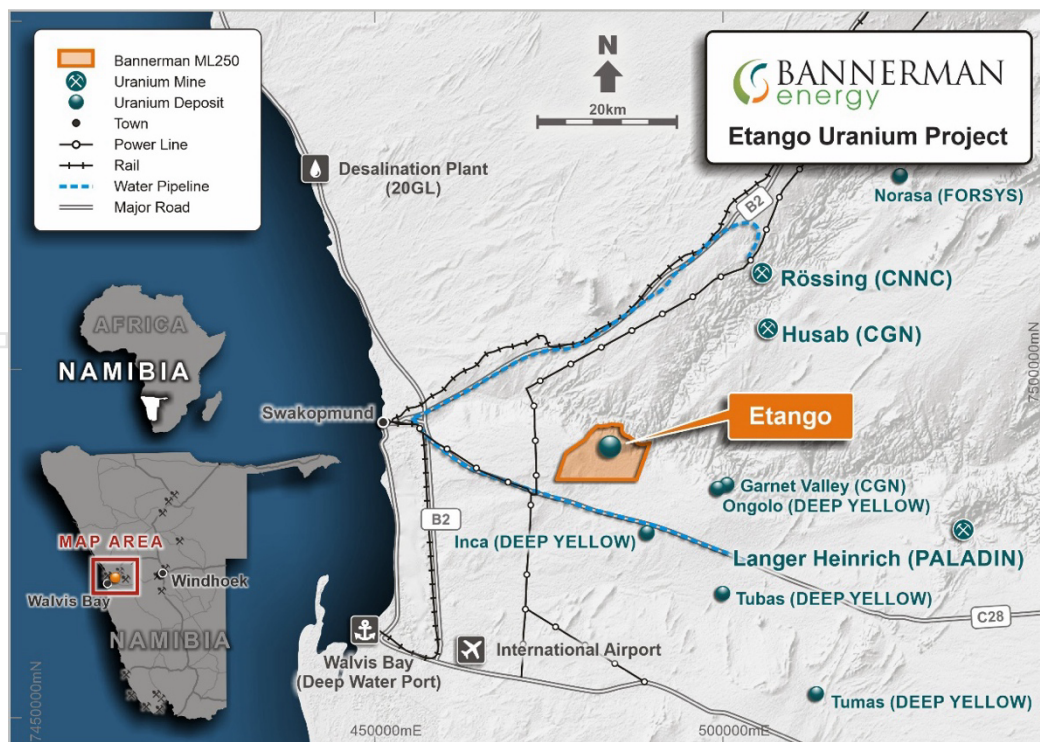 Bannerman ML250
Uranium Mine
Uranium Deposit
Town
Power Line
Rail
Water Pipeline
Major Road
N
20km
BANNERMAN
energy
Etango Uranium Project
Desalination Plant
(20GL)
B2
Norasa (FORSYS)
Rössing (CNNC)
Husab (CGN)
7500000mN
AFRICA
NAMIBIA
Swakopmund
Etango
Garnet Valley (CGN)
Ongolo (DEEP YELLOW)
B2
Inca (DEEP YELLOW)
Langer Heinrich (PALADIN)
MAP AREA
Windhoek
Walvis Bay
NAMIBIA
Tubas (DEEP YELLOW)
C28
Walvis Bay
(Deep Water Port)
International Airport
Tumas (DEEP YELLOW)
7450000mN
450000mE
500000mE